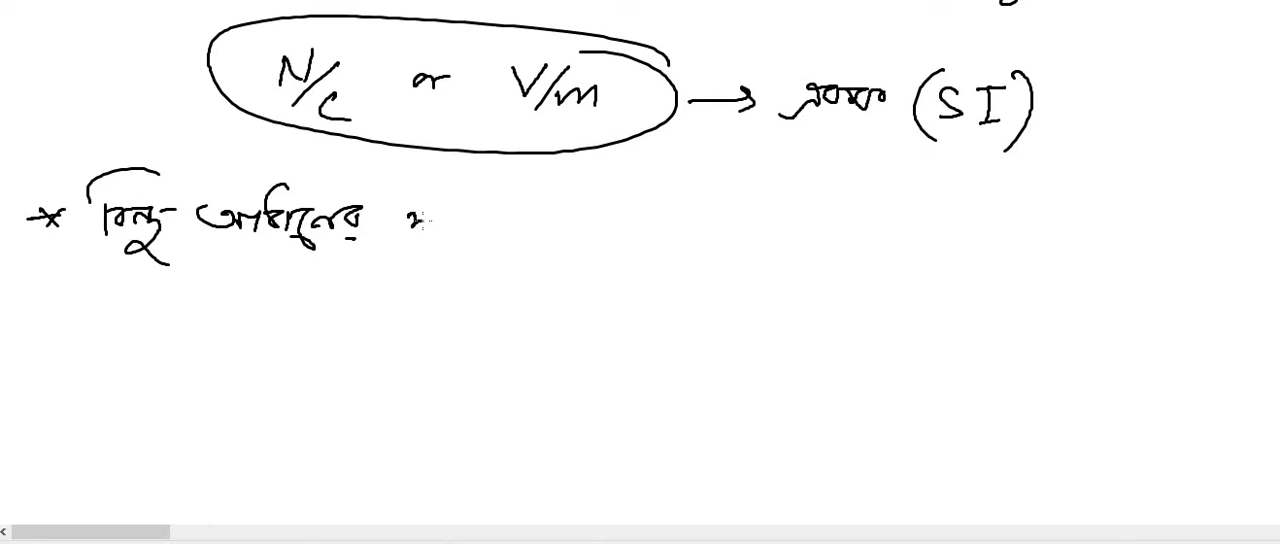 N/C or V/m → একক (SI)
* বিন্দু আধানের